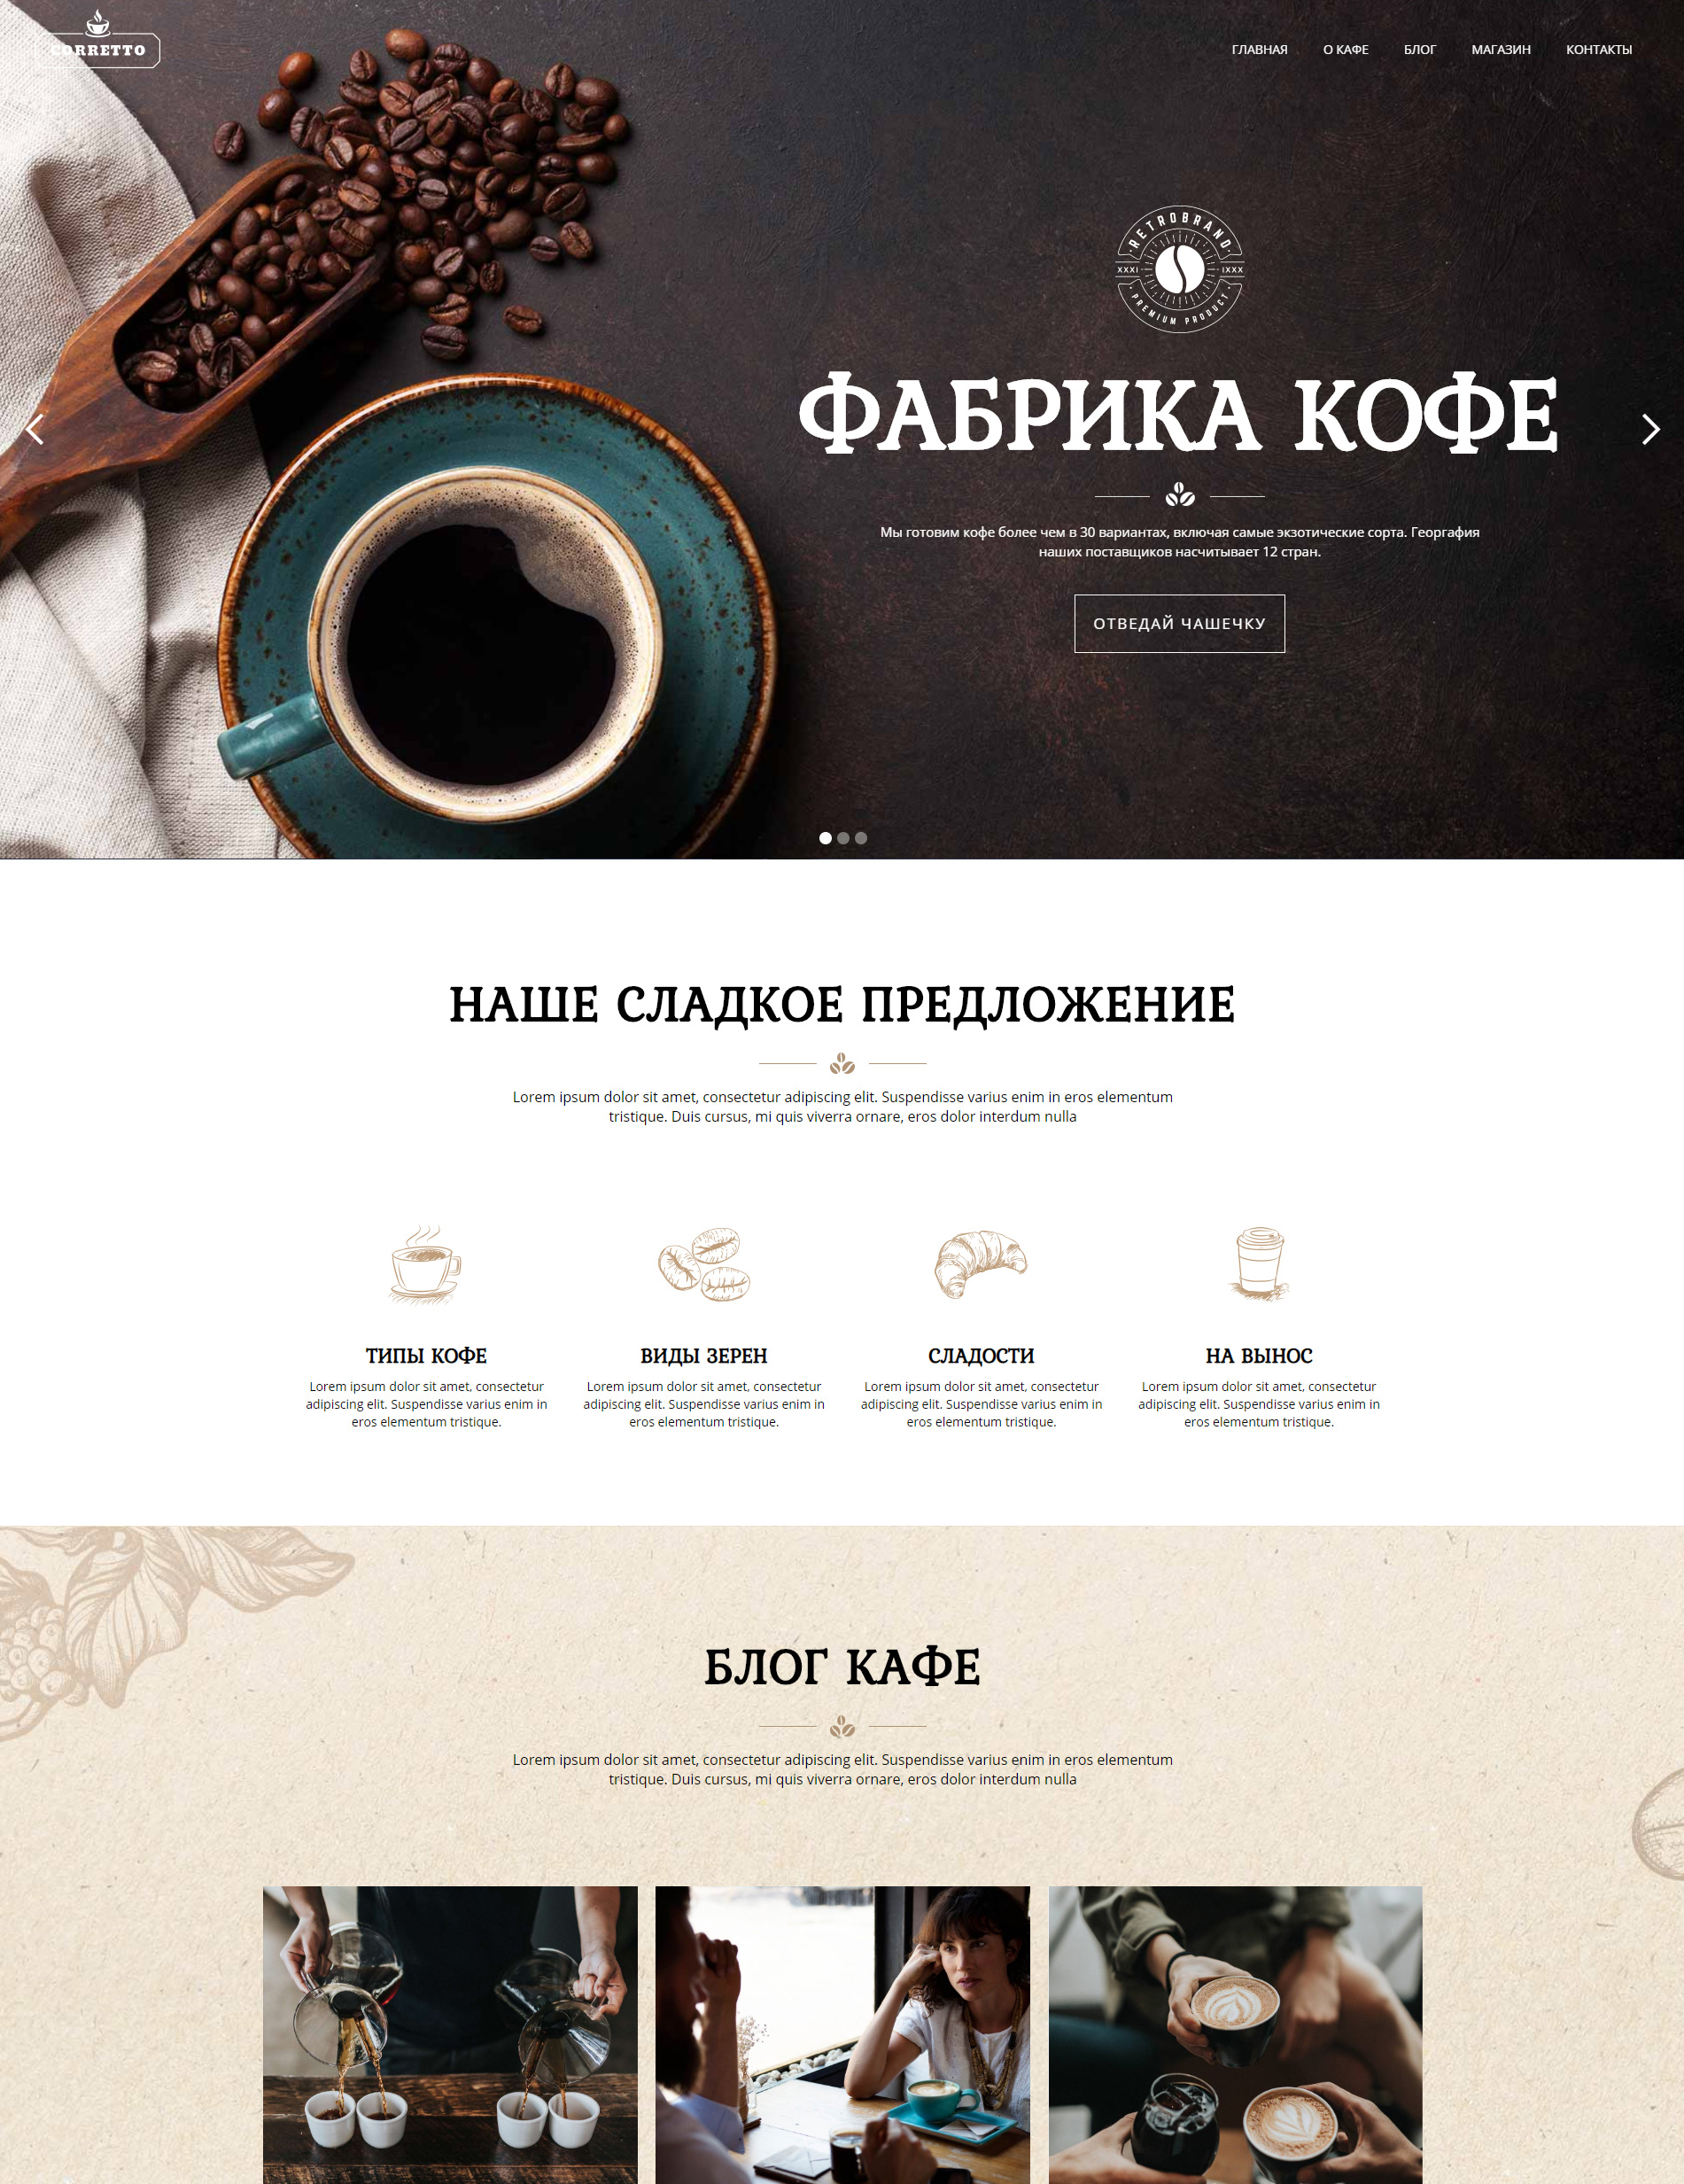 CORRETTO
ГЛАВНАЯ О КАФЕ БЛОГ МАГАЗИН КОНТАКТЫ
RETROBRAND
XXXI IXXX
PREMIUM PRODUCT
ФАБРИКА КОФЕ
Мы готовим кофе более чем в 30 вариантах, включая самые экзотические сорта. Георгафия
наших поставщиков насчитывает 12 стран.
ОТВЕДАЙ ЧАШЕЧКУ
НАШЕ СЛАДКОЕ ПРЕДЛОЖЕНИЕ
Lorem ipsum dolor sit amet, consectetur adipiscing elit. Suspendisse varius enim in eros elementum
tristique. Duis cursus, mi quis viverra ornare, eros dolor interdum nulla
ТИПЫ КОФЕ
Lorem ipsum dolor sit amet, consectetur
adipiscing elit. Suspendisse varius enim in
eros elementum tristique.
ВИДЫ ЗЕРЕН
Lorem ipsum dolor sit amet, consectetur
adipiscing elit. Suspendisse varius enim in
eros elementum tristique.
СЛАДОСТИ
Lorem ipsum dolor sit amet, consectetur
adipiscing elit. Suspendisse varius enim in
eros elementum tristique.
НА ВЫНОС
Lorem ipsum dolor sit amet, consectetur
adipiscing elit. Suspendisse varius enim in
eros elementum tristique.
БЛОГ КАФЕ
Lorem ipsum dolor sit amet, consectetur adipiscing elit. Suspendisse varius enim in eros elementum
tristique. Duis cursus, mi quis viverra ornare, eros dolor interdum nulla